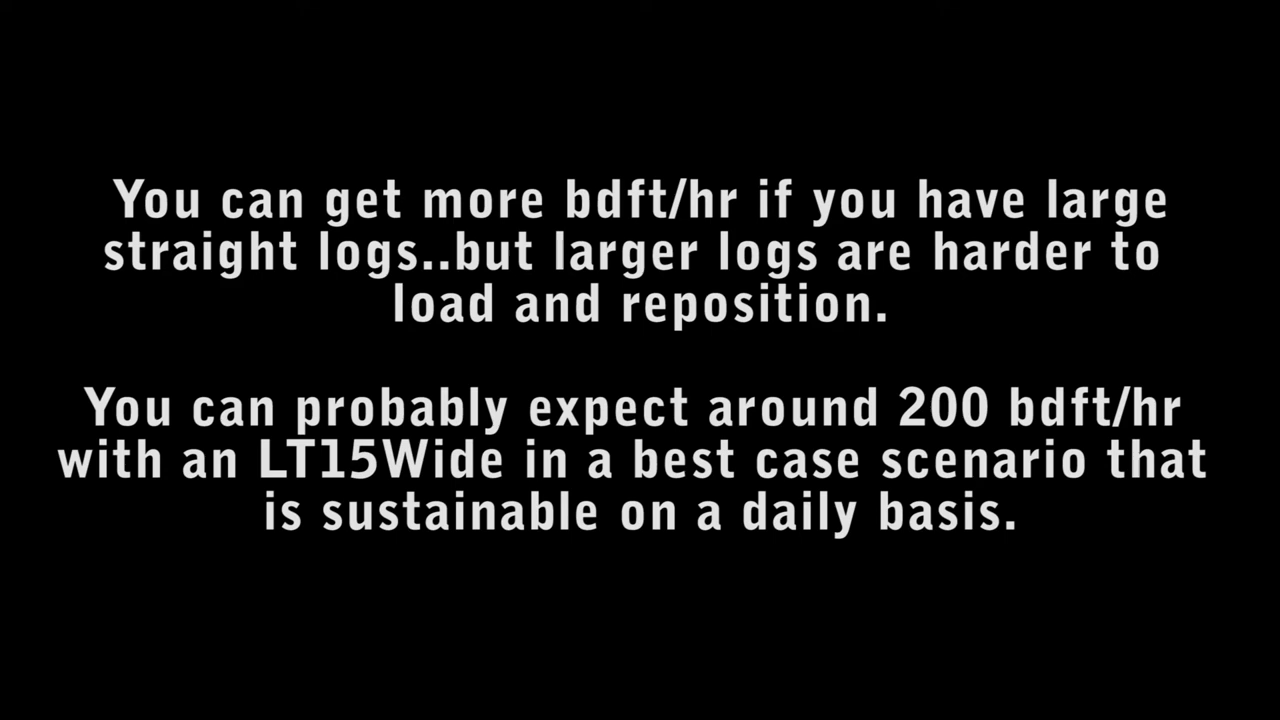 You can get more bdft/hr if you have large
straight logs..but larger logs are harder to
load and reposition.
You can probably expect around 200 bdft/hr
with an LT15Wide in a best case scenario that
is sustainable on a daily basis.